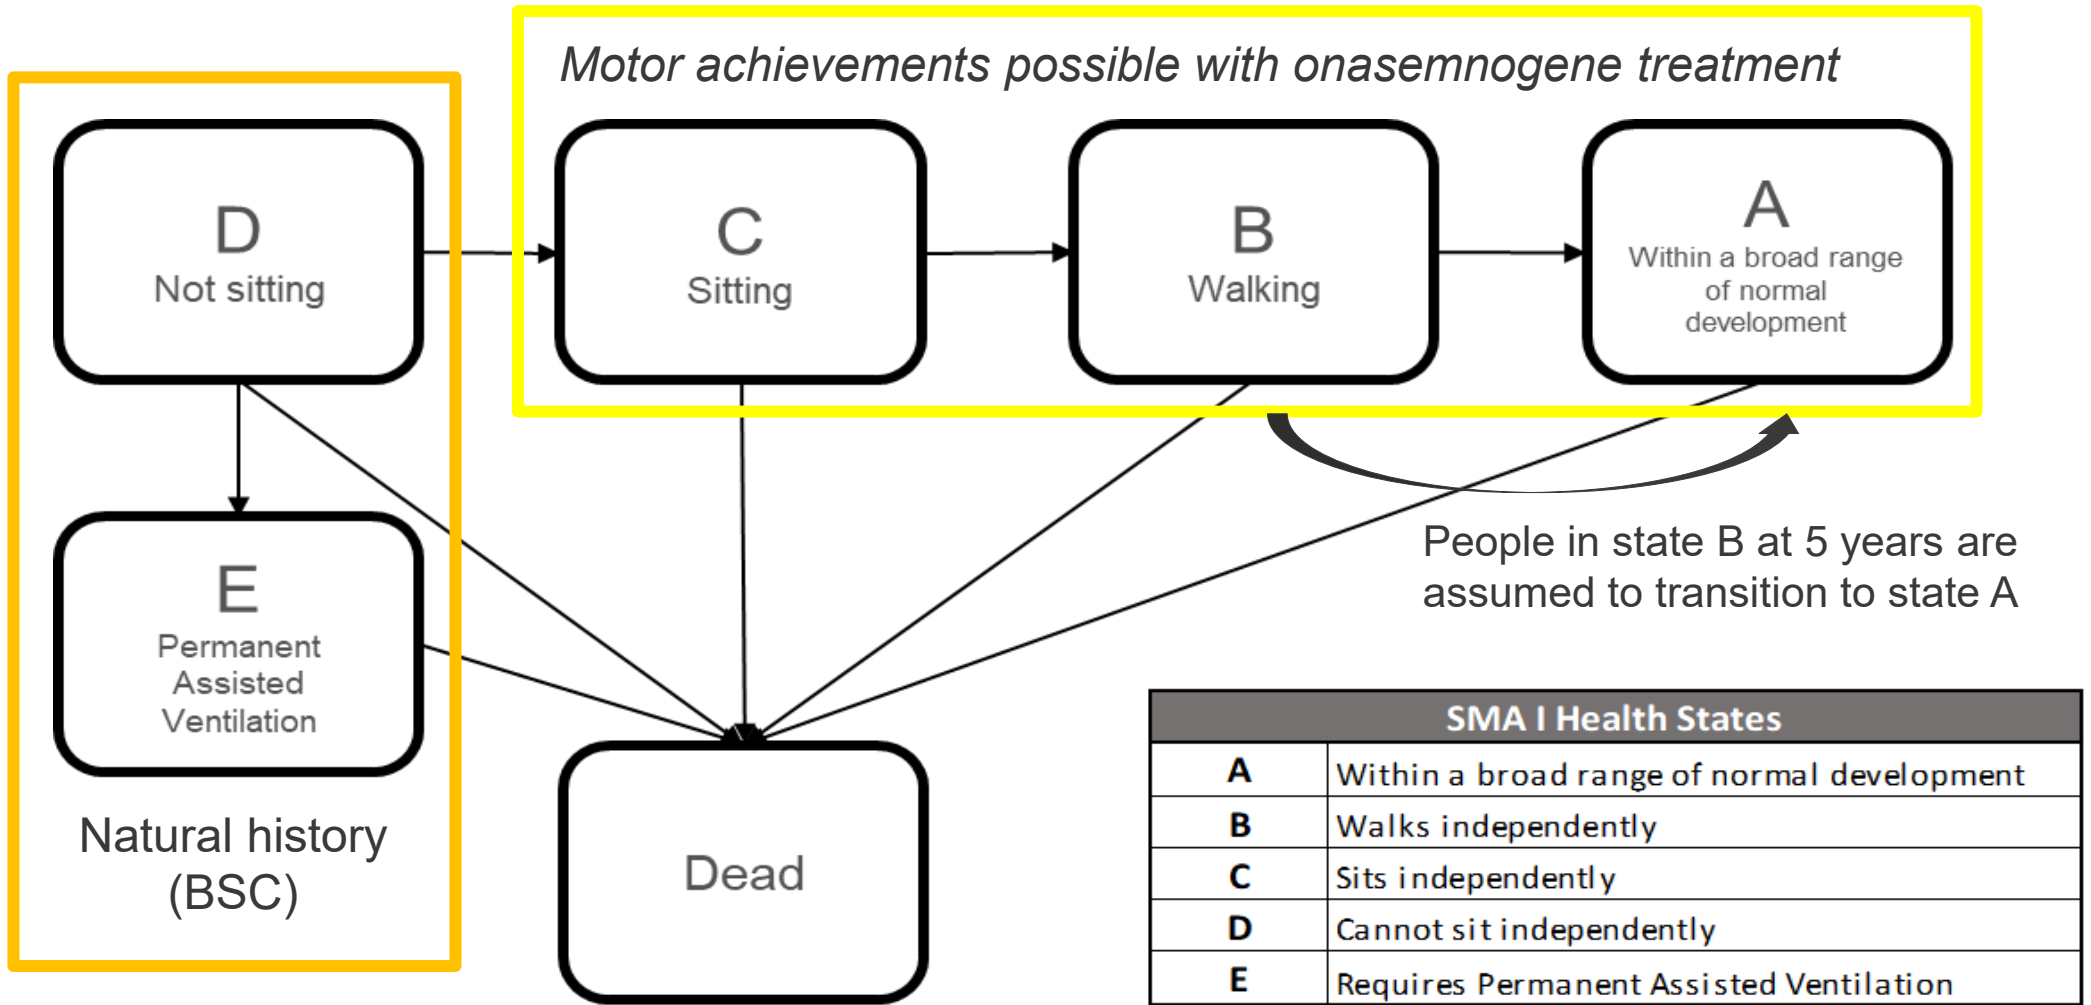 Motor achievements possible with onasemnogene treatment
D
Not sitting
C
Sitting
B
Walking
A
Within a broad range
of normal
development
E
Permanent
Assisted
Ventilation
Natural history
(BSC)
Dead
People in state B at 5 years are
assumed to transition to state A
SMA I Health States
A Within a broad range of normal development
B Walks independently
C Sits independently
D Cannot sit independently
E Requires Permanent Assisted Ventilation